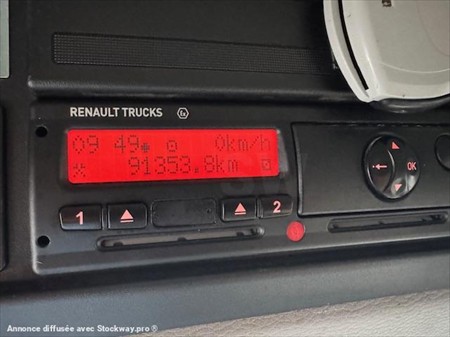 RENAULT TRUCKS
09 49 0km/h
91353.8km
1 2
OK
Annonce diffusée avec Stockway.pro ®